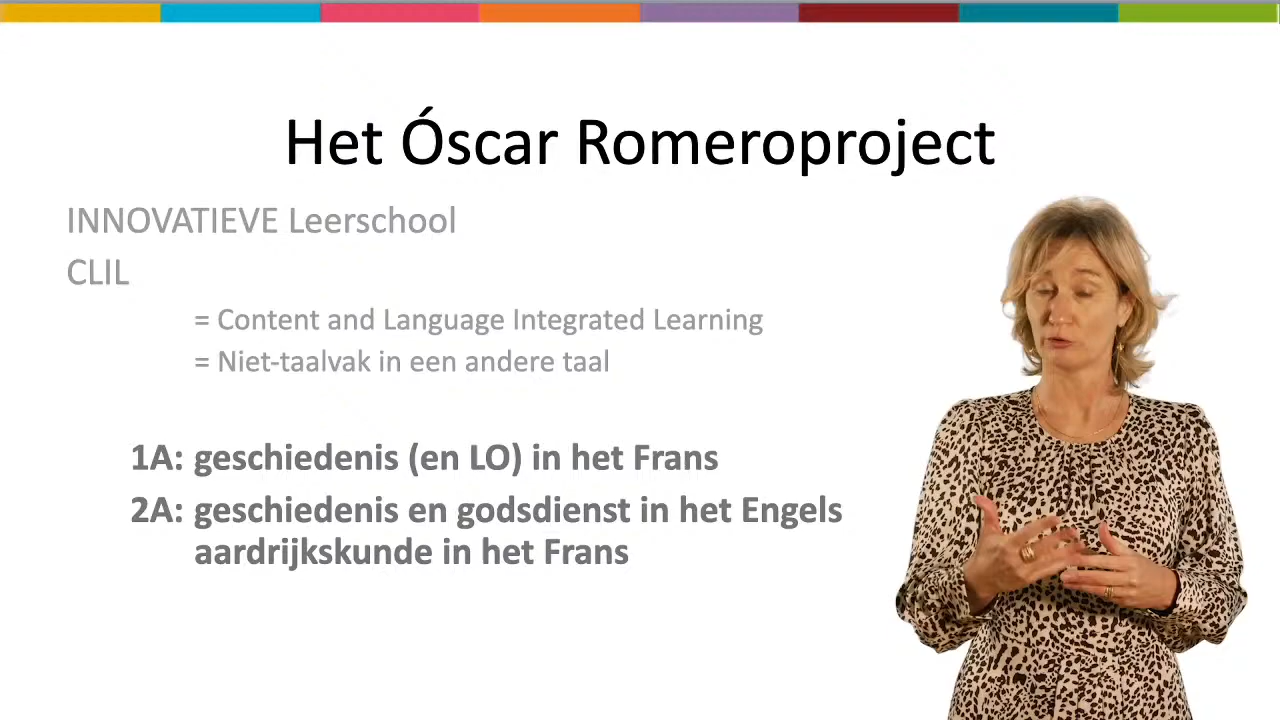 Het Óscar Romeroproject
INNOVATIEVE Leerschool
CLIL
= Content and Language Integrated Learning
= Niet-taalvak in een andere taal
1A: geschiedenis (en LO) in het Frans
2A: geschiedenis en godsdienst in het Engels
aardrijkskunde in het Frans